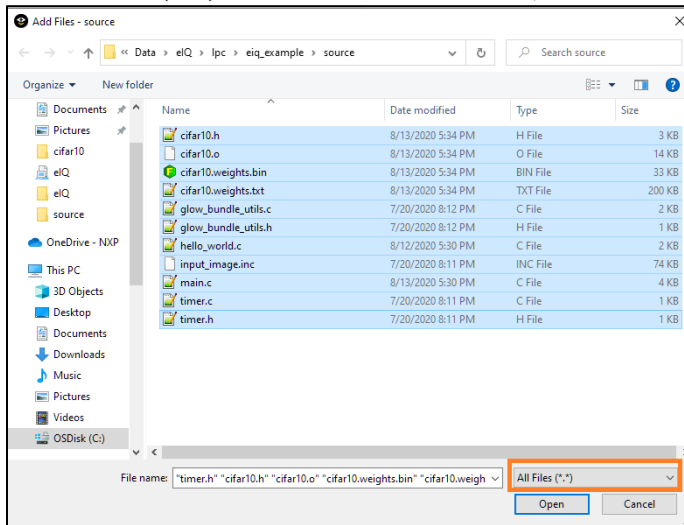 Add Files - source
« Data › eIQ › lpc › eiq_example › source
Search source
Organize New folder
Documents
Pictures
cifar10
eIQ
eIQ
source
OneDrive - NXP
This PC
3D Objects
Desktop
Documents
Downloads
Music
Pictures
Videos
OSDisk (C:)
Name Date modified Type Size
cifar10.h 8/13/2020 5:34 PM H File 3 KB
cifar10.o 8/13/2020 5:34 PM O File 14 KB
cifar10.weights.bin 8/13/2020 5:34 PM BIN File 33 KB
cifar10.weights.txt 8/13/2020 5:34 PM TXT File 200 KB
glow_bundle_utils.c 7/20/2020 8:12 PM C File 2 KB
glow_bundle_utils.h 7/20/2020 8:12 PM H File 1 KB
hello_world.c 8/12/2020 5:30 PM C File 2 KB
input_image.inc 7/20/2020 8:11 PM INC File 74 KB
main.c 8/13/2020 5:30 PM C File 4 KB
timer.c 7/20/2020 8:11 PM C File 1 KB
timer.h 7/20/2020 8:11 PM H File 1 KB
File name: "timer.h" "cifar10.h" "cifar10.o" "cifar10.weights.bin" "cifar10.weigh All Files (*.*)
Open Cancel